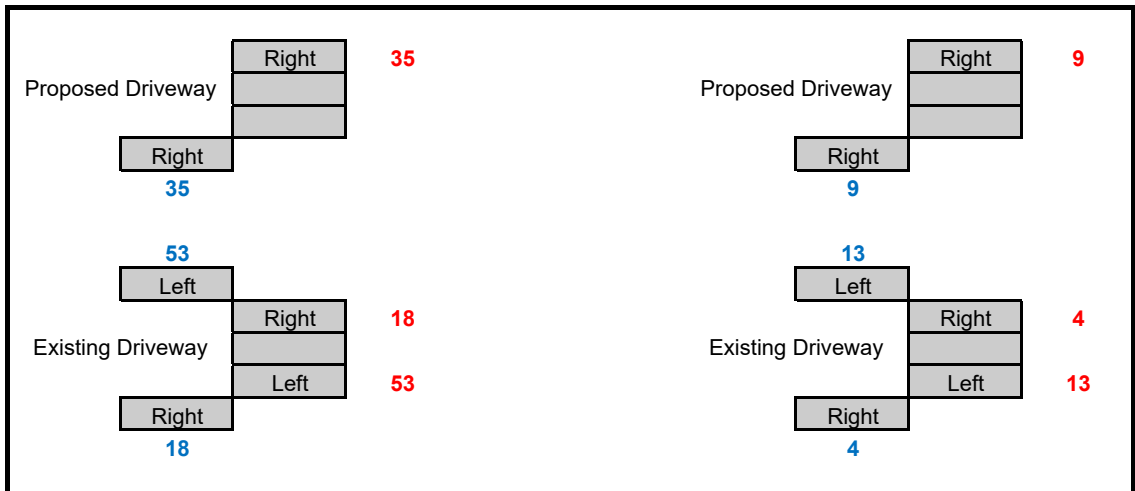 Right 35
Proposed Driveway
Right
35
53
Left
Right 18
Existing Driveway
Left 53
Right
18
Right 9
Proposed Driveway
Right
9
13
Left
Right 4
Existing Driveway
Left 13
Right
4